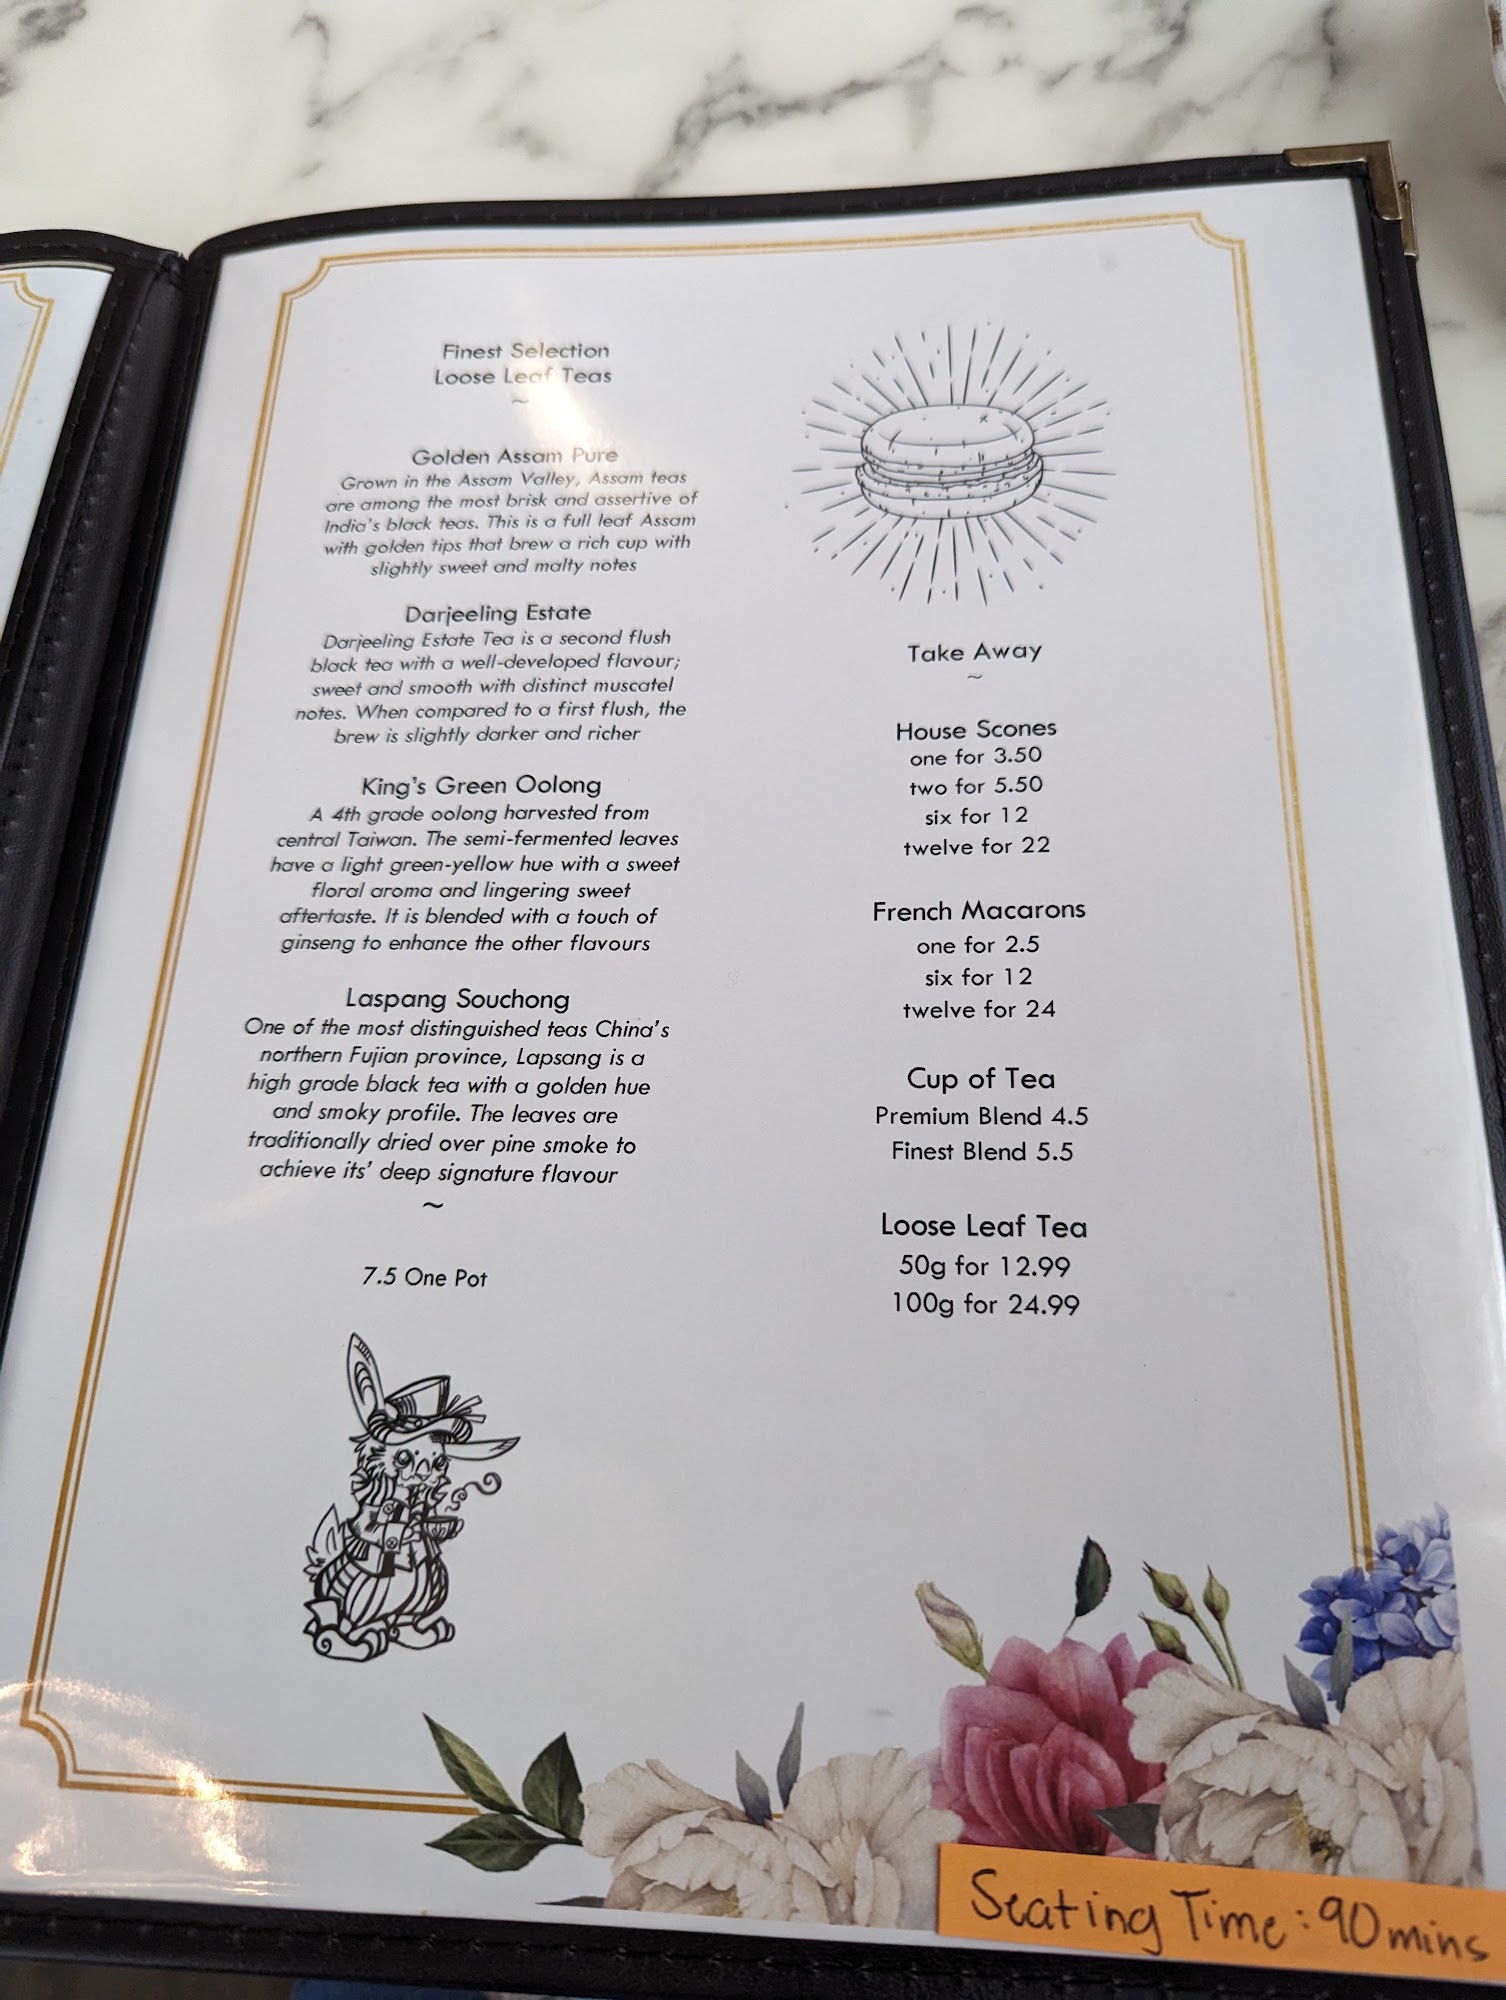 Finest Selection
Loose Leaf Teas
~
Golden Assam Pure
Grown in the Assam Valley, Assam teas
are among the most brisk and assertive of
India's black teas. This is a full leaf Assam
with golden tips that brew a rich cup with
slightly sweet and malty notes
Darjeeling Estate
Darjeeling Estate Tea is a second flush
black tea with a well-developed flavour;
sweet and smooth with distinct muscatel
notes. When compared to a first flush, the
brew is slightly darker and richer
King's Green Oolong
A 4th grade oolong harvested from
central Taiwan. The semi-fermented leaves
have a light green-yellow hue with a sweet
floral aroma and lingering sweet
aftertaste. It is blended with a touch of
ginseng to enhance the other flavours
Laspang Souchong
One of the most distinguished teas China's
northern Fujian province, Lapsang is a
high grade black tea with a golden hue
and smoky profile. The leaves are
traditionally dried over pine smoke to
achieve its' deep signature flavour
~
7.5 One Pot
Take Away
~
House Scones
one for 3.50
two for 5.50
six for 12
twelve for 22
French Macarons
one for 2.5
six for 12
twelve for 24
Cup of Tea
Premium Blend 4.5
Finest Blend 5.5
Loose Leaf Tea
50g for 12.99
100g for 24.99
Seating Time: 90mins